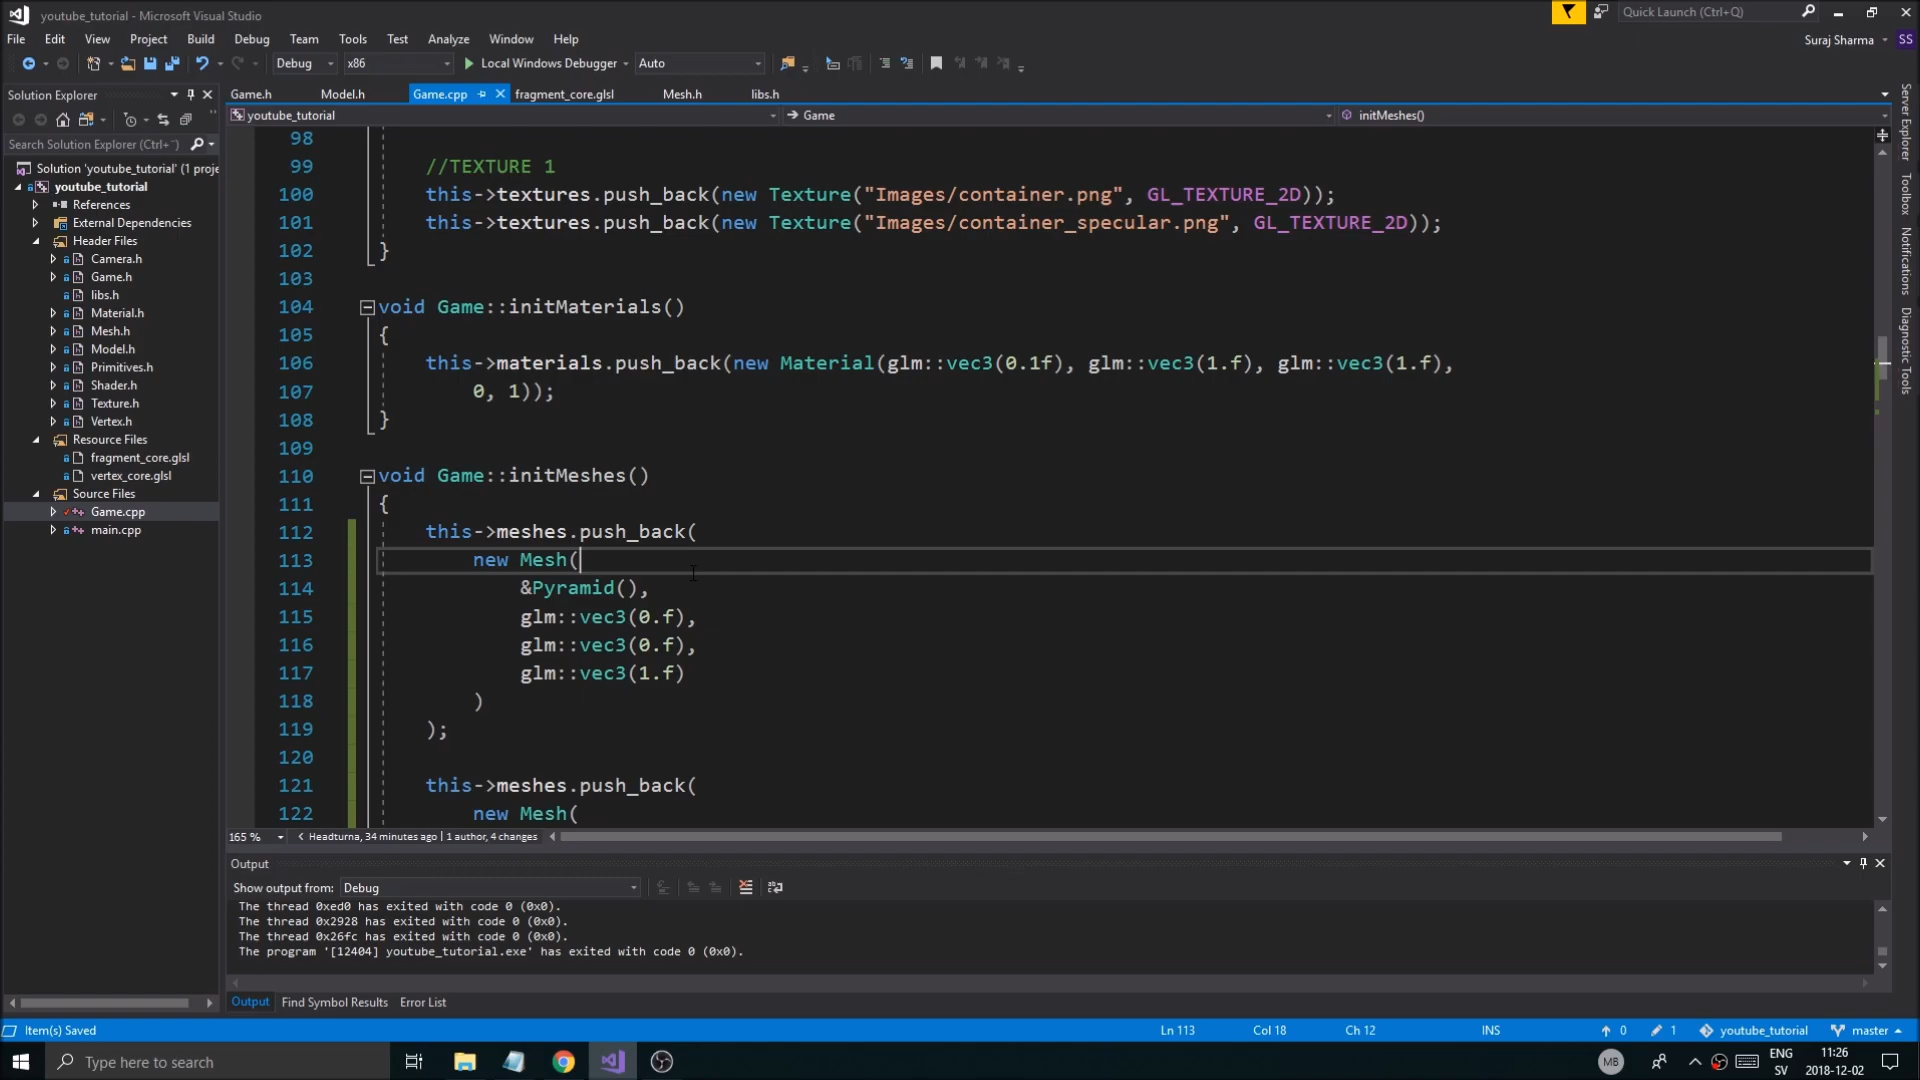 youtube_tutorial - Microsoft Visual Studio
Quick Launch (Ctrl+Q)
File Edit View Project Build Debug Team Tools Test Analyze Window Help
Suraj Sharma SS
Debug x86 Local Windows Debugger Auto
Solution Explorer
Search Solution Explorer (Ctrl+
Solution 'youtube_tutorial' (1 proje
youtube_tutorial
References
External Dependencies
Header Files
Camera.h
Game.h
libs.h
Material.h
Mesh.h
Model.h
Primitives.h
Shader.h
Texture.h
Vertex.h
Resource Files
fragment_core.glsl
vertex_core.glsl
Source Files
Game.cpp
main.cpp
Game.h Model.h Game.cpp fragment_core.glsl Mesh.h libs.h
youtube_tutorial Game initMeshes()
98
99 //TEXTURE 1
100 this->textures.push_back(new Texture("Images/container.png", GL_TEXTURE_2D));
101 this->textures.push_back(new Texture("Images/container_specular.png", GL_TEXTURE_2D));
102 }
103
104 void Game::initMaterials()
105 {
106 this->materials.push_back(new Material(glm::vec3(0.1f), glm::vec3(1.f), glm::vec3(1.f),
107 0, 1));
108 }
109
110 void Game::initMeshes()
111 {
112 this->meshes.push_back(
113 new Mesh(
114 &Pyramid(),
115 glm::vec3(0.f),
116 glm::vec3(0.f),
117 glm::vec3(1.f)
118 )
119 );
120
121 this->meshes.push_back(
122 new Mesh(
165 % Headturna, 34 minutes ago | 1 author, 4 changes
Server Explorer
Toolbox
Notifications
Diagnostic Tools
Output
Show output from: Debug
The thread 0xed0 has exited with code 0 (0x0).
The thread 0x2928 has exited with code 0 (0x0).
The thread 0x26fc has exited with code 0 (0x0).
The program '[12404] youtube_tutorial.exe' has exited with code 0 (0x0).
Output Find Symbol Results Error List
Item(s) Saved Ln 113 Col 18 Ch 12 INS 0 1 youtube_tutorial master
Type here to search
MB
ENG
SV
11:26
2018-12-02